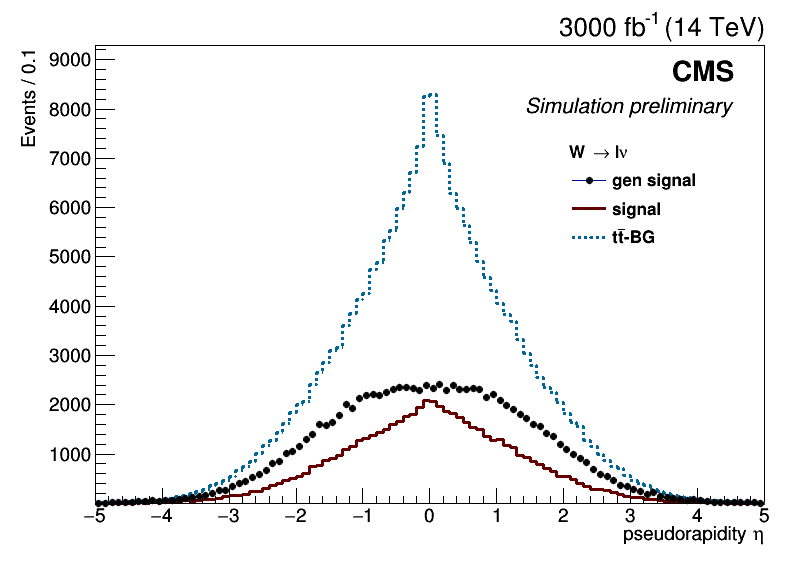 3000 fb-1 (14 TeV)
Events / 0.1
CMS
Simulation preliminary
W → lν
gen signal
signal
tt̄-BG
9000
8000
7000
6000
5000
4000
3000
2000
1000
−5 −4 −3 −2 −1 0 1 2 3 4 5
pseudorapidity η